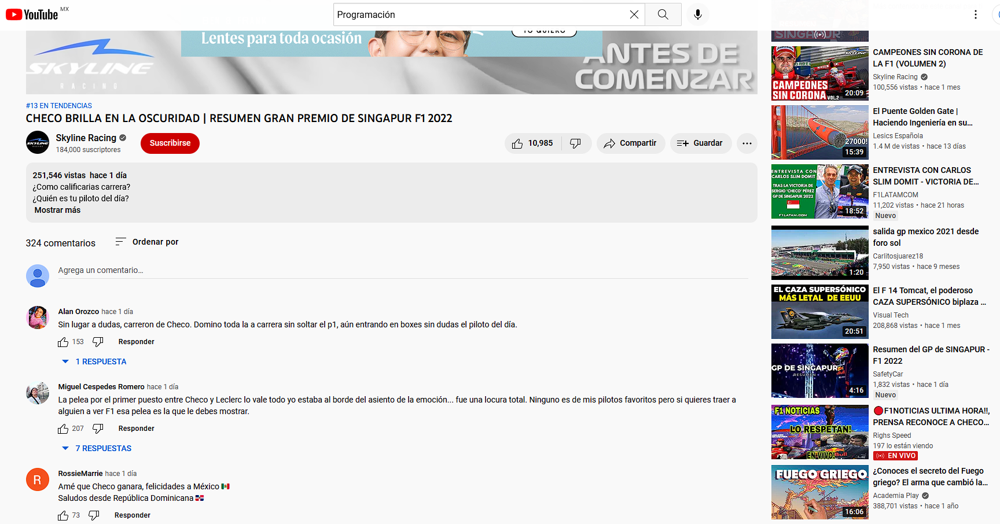 YouTube MX
Programación
Lentes para toda ocasión
SKYLINE
RACING
ANTES DE
COMENZAR
#13 EN TENDENCIAS
CHECO BRILLA EN LA OSCURIDAD | RESUMEN GRAN PREMIO DE SINGAPUR F1 2022
Skyline Racing
184,000 suscriptores
Suscribirse
10,985
Compartir
Guardar
251,546 vistas hace 1 día
¿Como calificarias carrera?
¿Quién es tu piloto del día?
Mostrar más
324 comentarios
Ordenar por
Agrega un comentario...
Alan Orozco hace 1 día
Sin lugar a dudas, carreron de Checo. Domino toda la a carrera sin soltar el p1, aún entrando en boxes sin dudas el piloto del día.
153 Responder
1 RESPUESTA
Miguel Cespedes Romero hace 1 día
La pelea por el primer puesto entre Checo y Leclerc lo vale todo yo estaba al borde del asiento de la emoción... fue una locura total. Ninguno es de mis pilotos favoritos pero si quieres traer a
alguien a ver F1 esa pelea es la que le debes mostrar.
207 Responder
7 RESPUESTAS
R
RossieMarrie hace 1 día
Amé que Checo ganara, felicidades a México 🇲🇽
Saludos desde República Dominicana 🇩🇴
73 Responder
SINGAPUR
CAMPEONES
SIN CORONA VOL.2
20:09
CAMPEONES SIN CORONA DE
LA F1 (VOLUMEN 2)
Skyline Racing
100,556 vistas • hace 1 mes
27000!
15:39
El Puente Golden Gate |
Haciendo Ingeniería en su...
Lesics Española
1.4 M de vistas • hace 13 días
ENTREVISTA CON
CARLOS SLIM DOMIT
TRAS LA VICTORIA DE
SERGIO 'CHECO' PÉREZ
GP DE SINGAPUR 2022
F1LATAM.COM
18:52
ENTREVISTA CON CARLOS
SLIM DOMIT - VICTORIA DE...
F1LATAMCOM
11,202 vistas • hace 21 horas
Nuevo
1:20
salida gp mexico 2021 desde
foro sol
Carlitosjuarez18
7,950 vistas • hace 9 meses
EL CAZA SUPERSÓNICO
MÁS LETAL DE EEUU
20:51
El F 14 Tomcat, el poderoso
CAZA SUPERSÓNICO biplaza ...
Visual Tech
208,868 vistas • hace 1 mes
GP DE SINGAPUR
RESUMEN
4:16
Resumen del GP de SINGAPUR -
F1 2022
SafetyCar
1,832 vistas • hace 1 día
Nuevo
F1 NOTICIAS
LO RESPETAN!
EN VIVO!
🔴F1NOTICIAS ULTIMA HORA!!,
PRENSA RECONOCE A CHECO...
Righs Speed
197 lo están viendo
EN VIVO
FUEGO GRIEGO
16:06
¿Conoces el secreto del Fuego
griego? El arma que cambió la...
Academia Play
388,701 vistas • hace 1 año